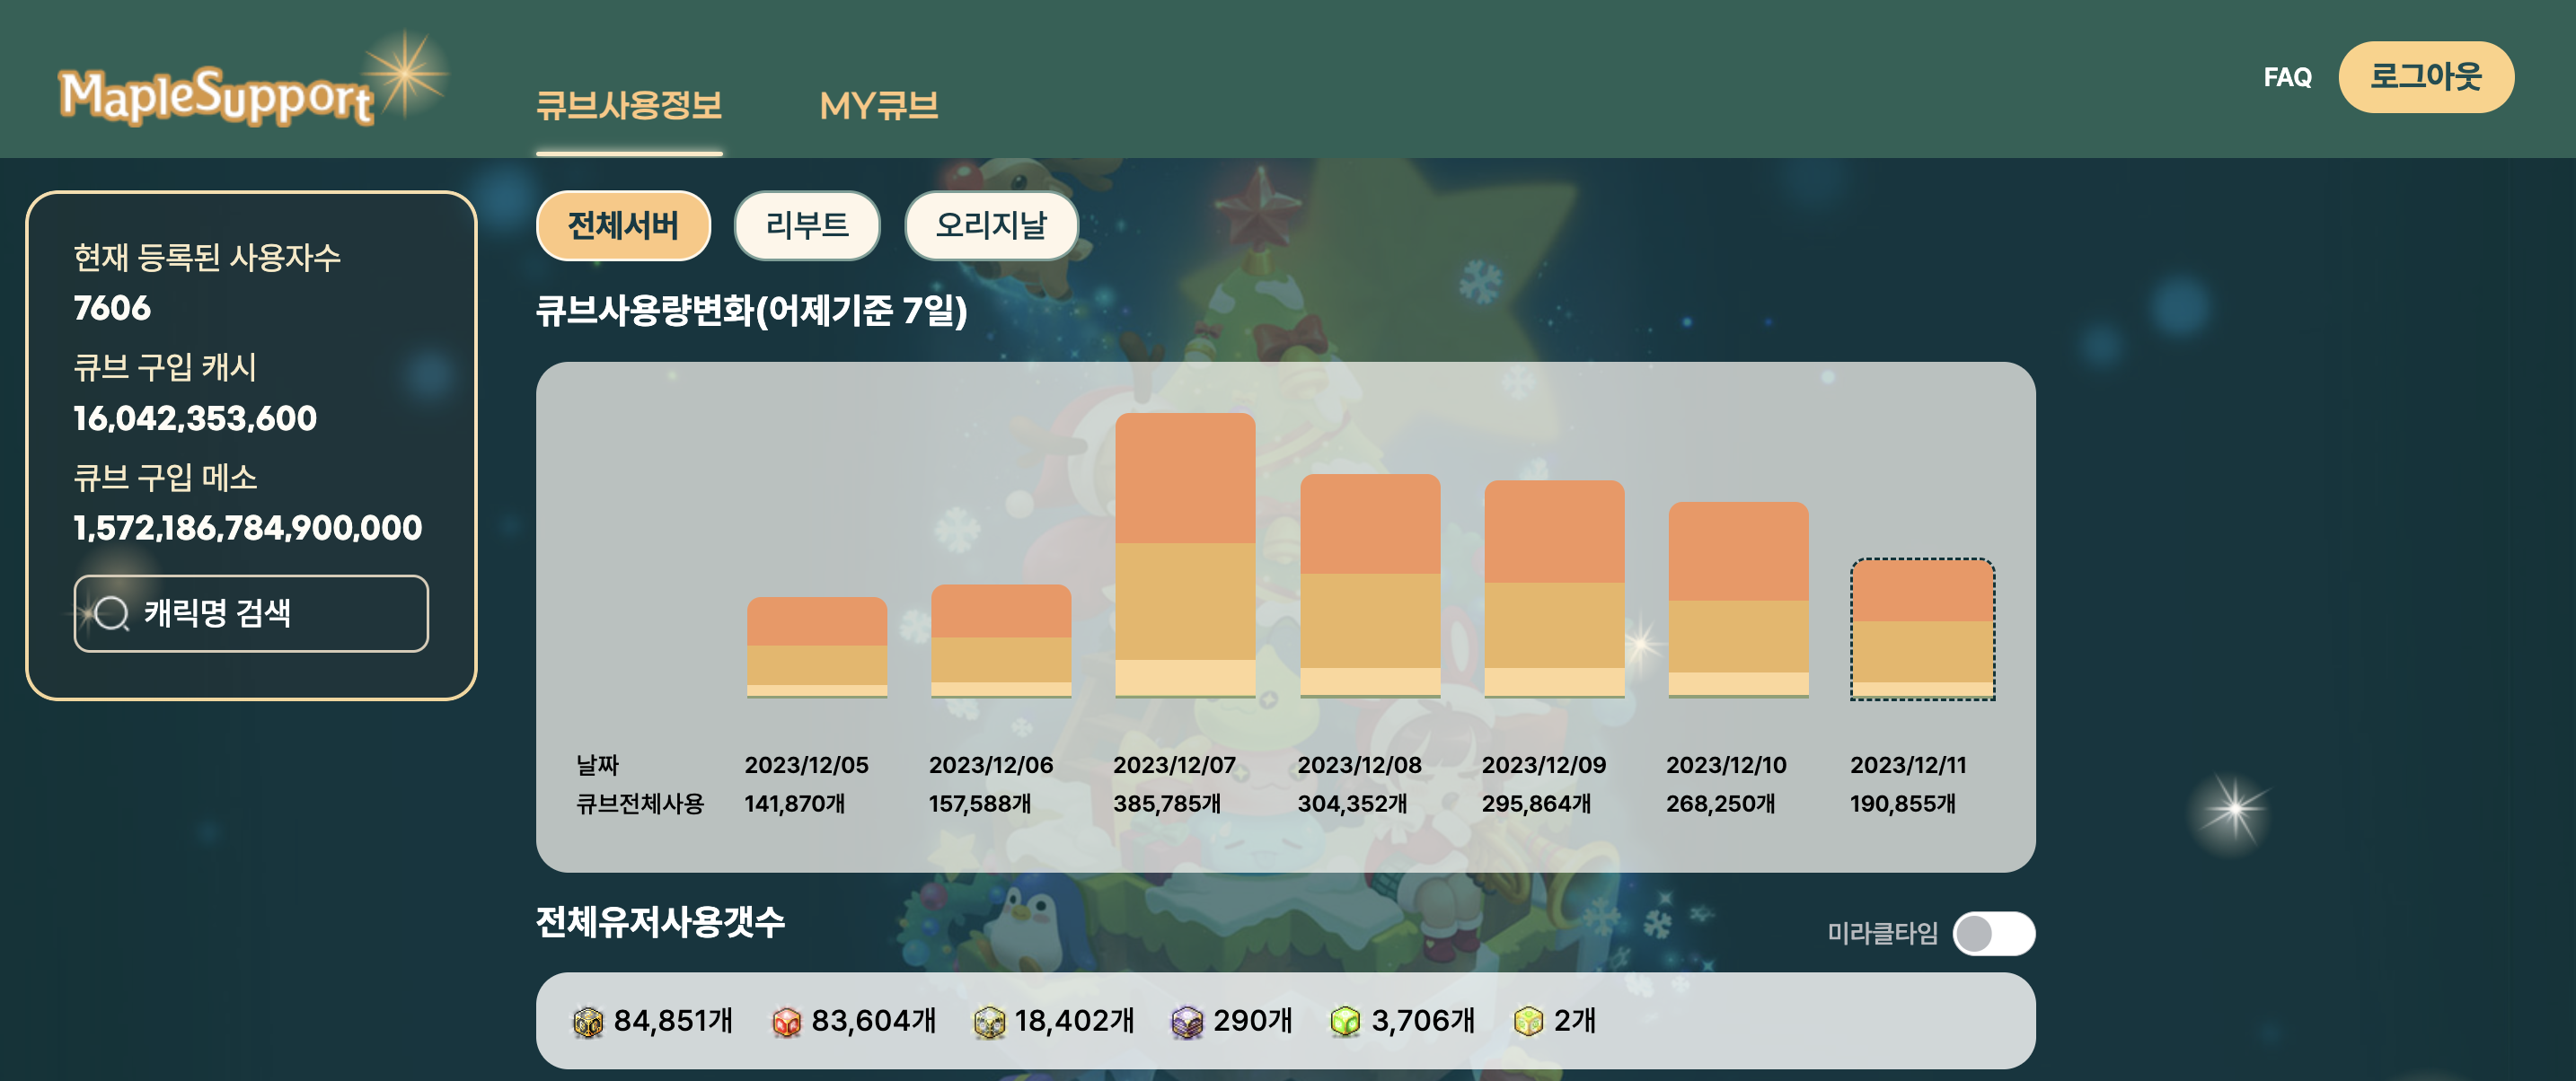 MapleSupport
큐브사용정보 MY큐브
FAQ 로그아웃
현재 등록된 사용자수
7606
큐브 구입 캐시
16,042,353,600
큐브 구입 메소
1,572,186,784,900,000
캐릭명 검색
전체서버 리부트 오리지날
큐브사용량변화(어제기준 7일)
날짜 2023/12/05 2023/12/06 2023/12/07 2023/12/08 2023/12/09 2023/12/10 2023/12/11
큐브전체사용 141,870개 157,588개 385,785개 304,352개 295,864개 268,250개 190,855개
전체유저사용갯수
미라클타임
84,851개 83,604개 18,402개 290개 3,706개 2개